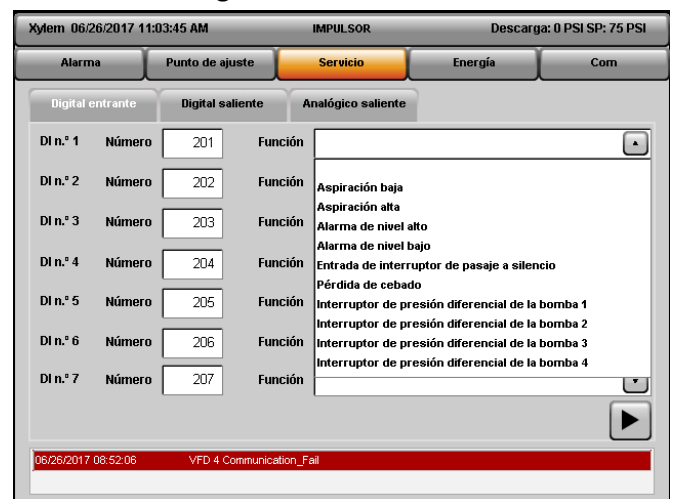 Xylem 06/26/2017 11:03:45 AM IMPULSOR Descarga: 0 PSI SP: 75 PSI
Alarma Punto de ajuste Servicio Energía Com
Digital entrante Digital saliente Analógico saliente
DI n.º 1 Número 201 Función
DI n.º 2 Número 202 Función
Aspiración baja
Aspiración alta
DI n.º 3 Número 203 Función
Alarma de nivel alto
Alarma de nivel bajo
DI n.º 4 Número 204 Función
Entrada de interruptor de pasaje a silencio
Pérdida de cebado
DI n.º 5 Número 205 Función
Interruptor de presión diferencial de la bomba 1
Interruptor de presión diferencial de la bomba 2
DI n.º 6 Número 206 Función
Interruptor de presión diferencial de la bomba 3
Interruptor de presión diferencial de la bomba 4
DI n.º 7 Número 207 Función
06/26/2017 08:52:06 VFD 4 Communication_Fail